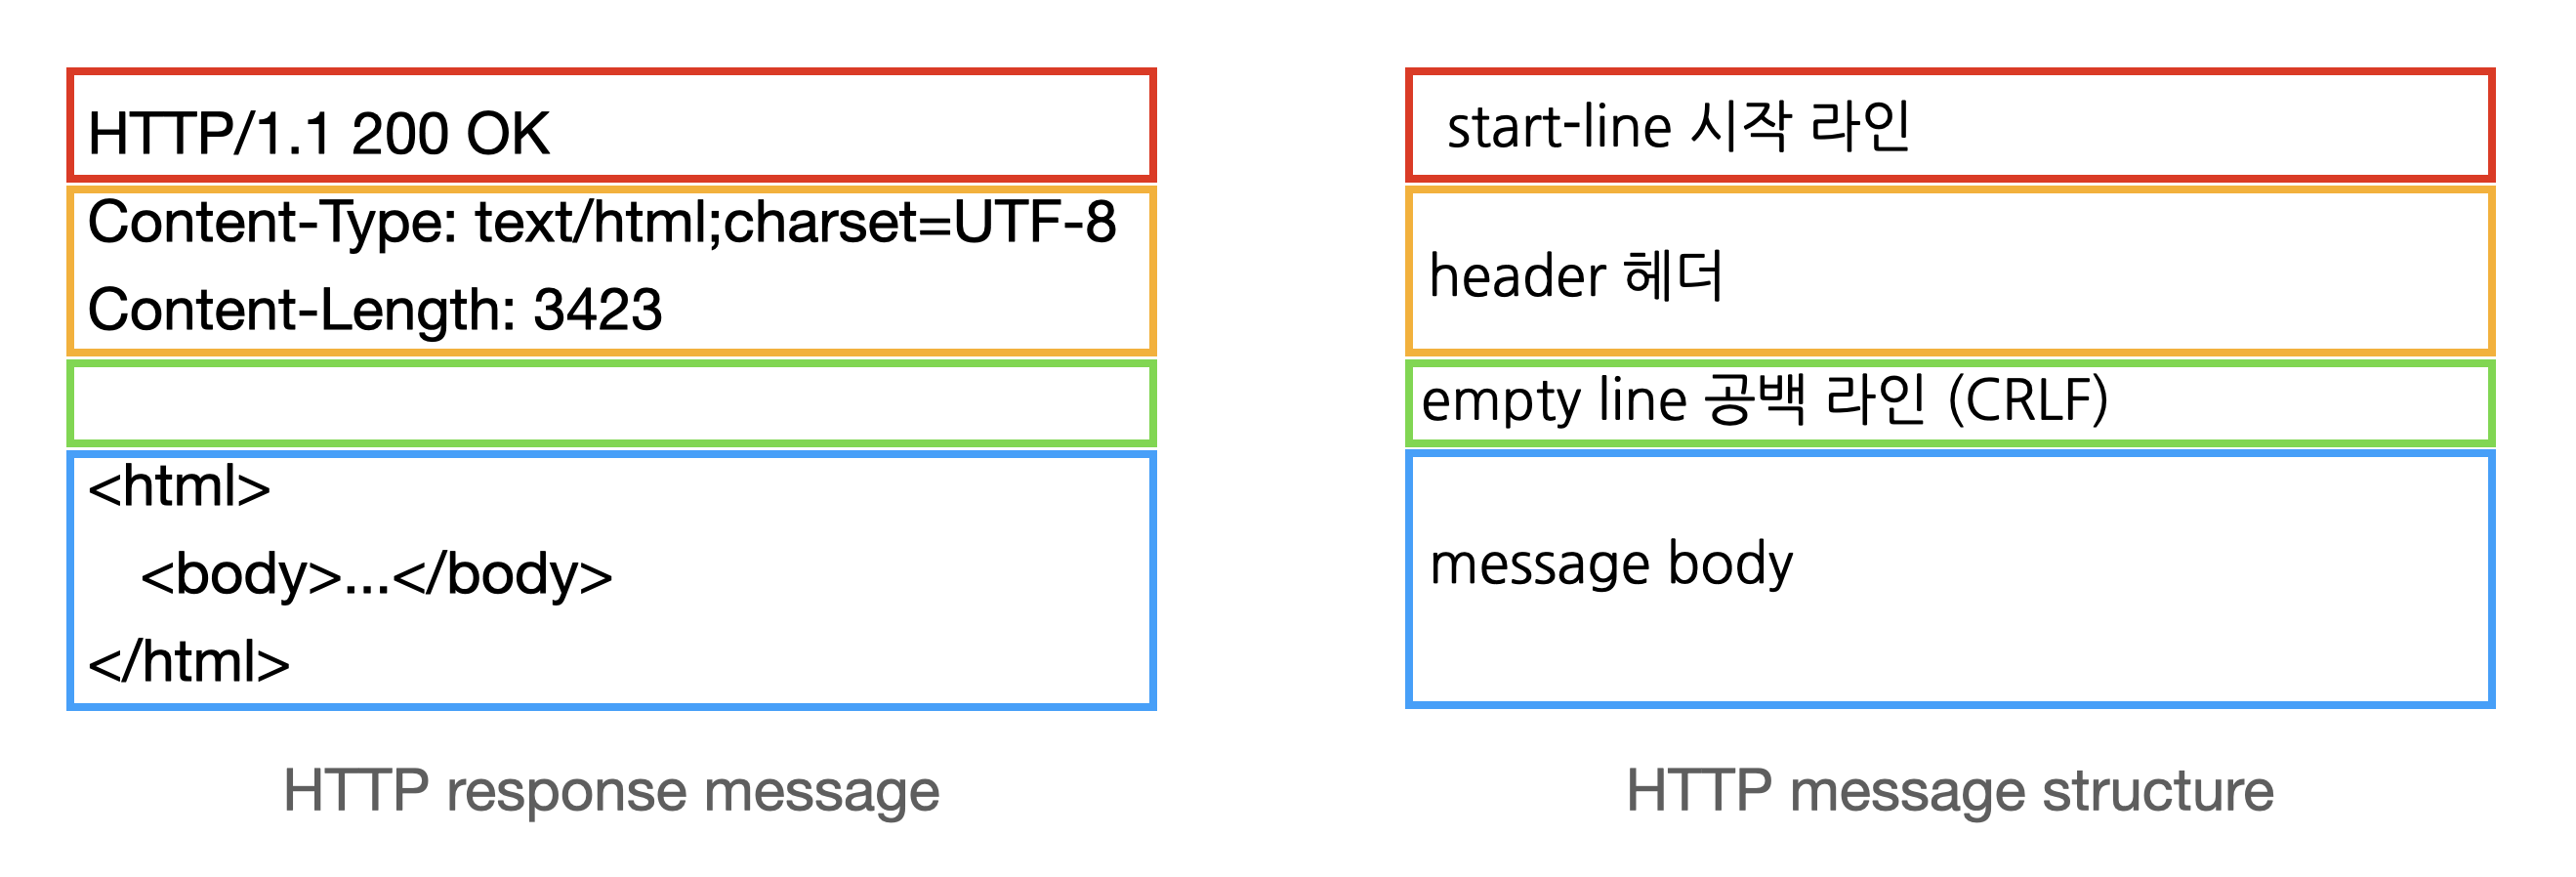 HTTP/1.1 200 OK
Content-Type: text/html;charset=UTF-8
Content-Length: 3423
<html>
<body>...</body>
</html>
HTTP response message
start-line 시작 라인
header 헤더
empty line 공백 라인 (CRLF)
message body
HTTP message structure